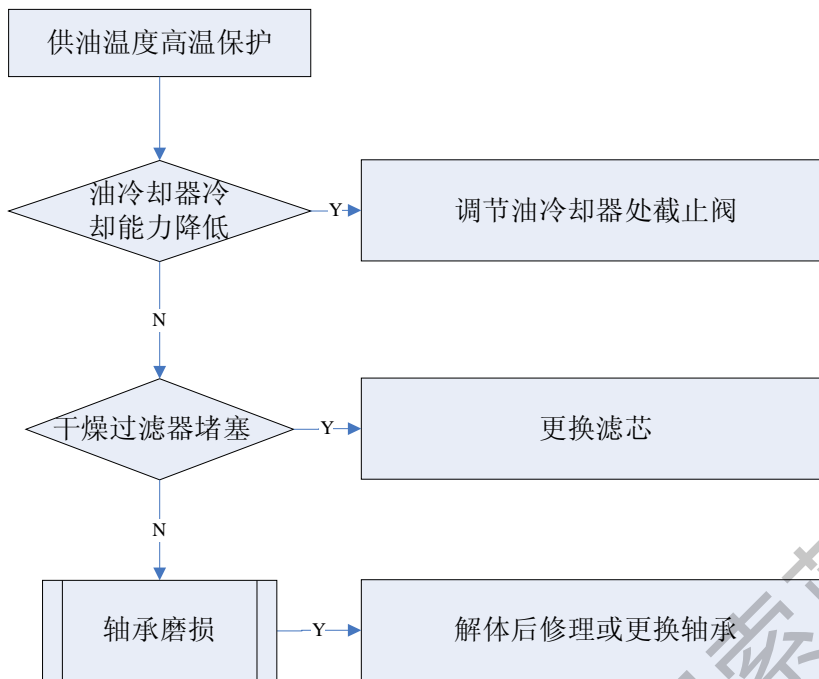 供油温度高温保护
油冷却器冷
却能力降低
Y
调节油冷却器处截止阀
N
干燥过滤器堵塞
Y
更换滤芯
N
轴承磨损
Y
解体后修理或更换轴承
索